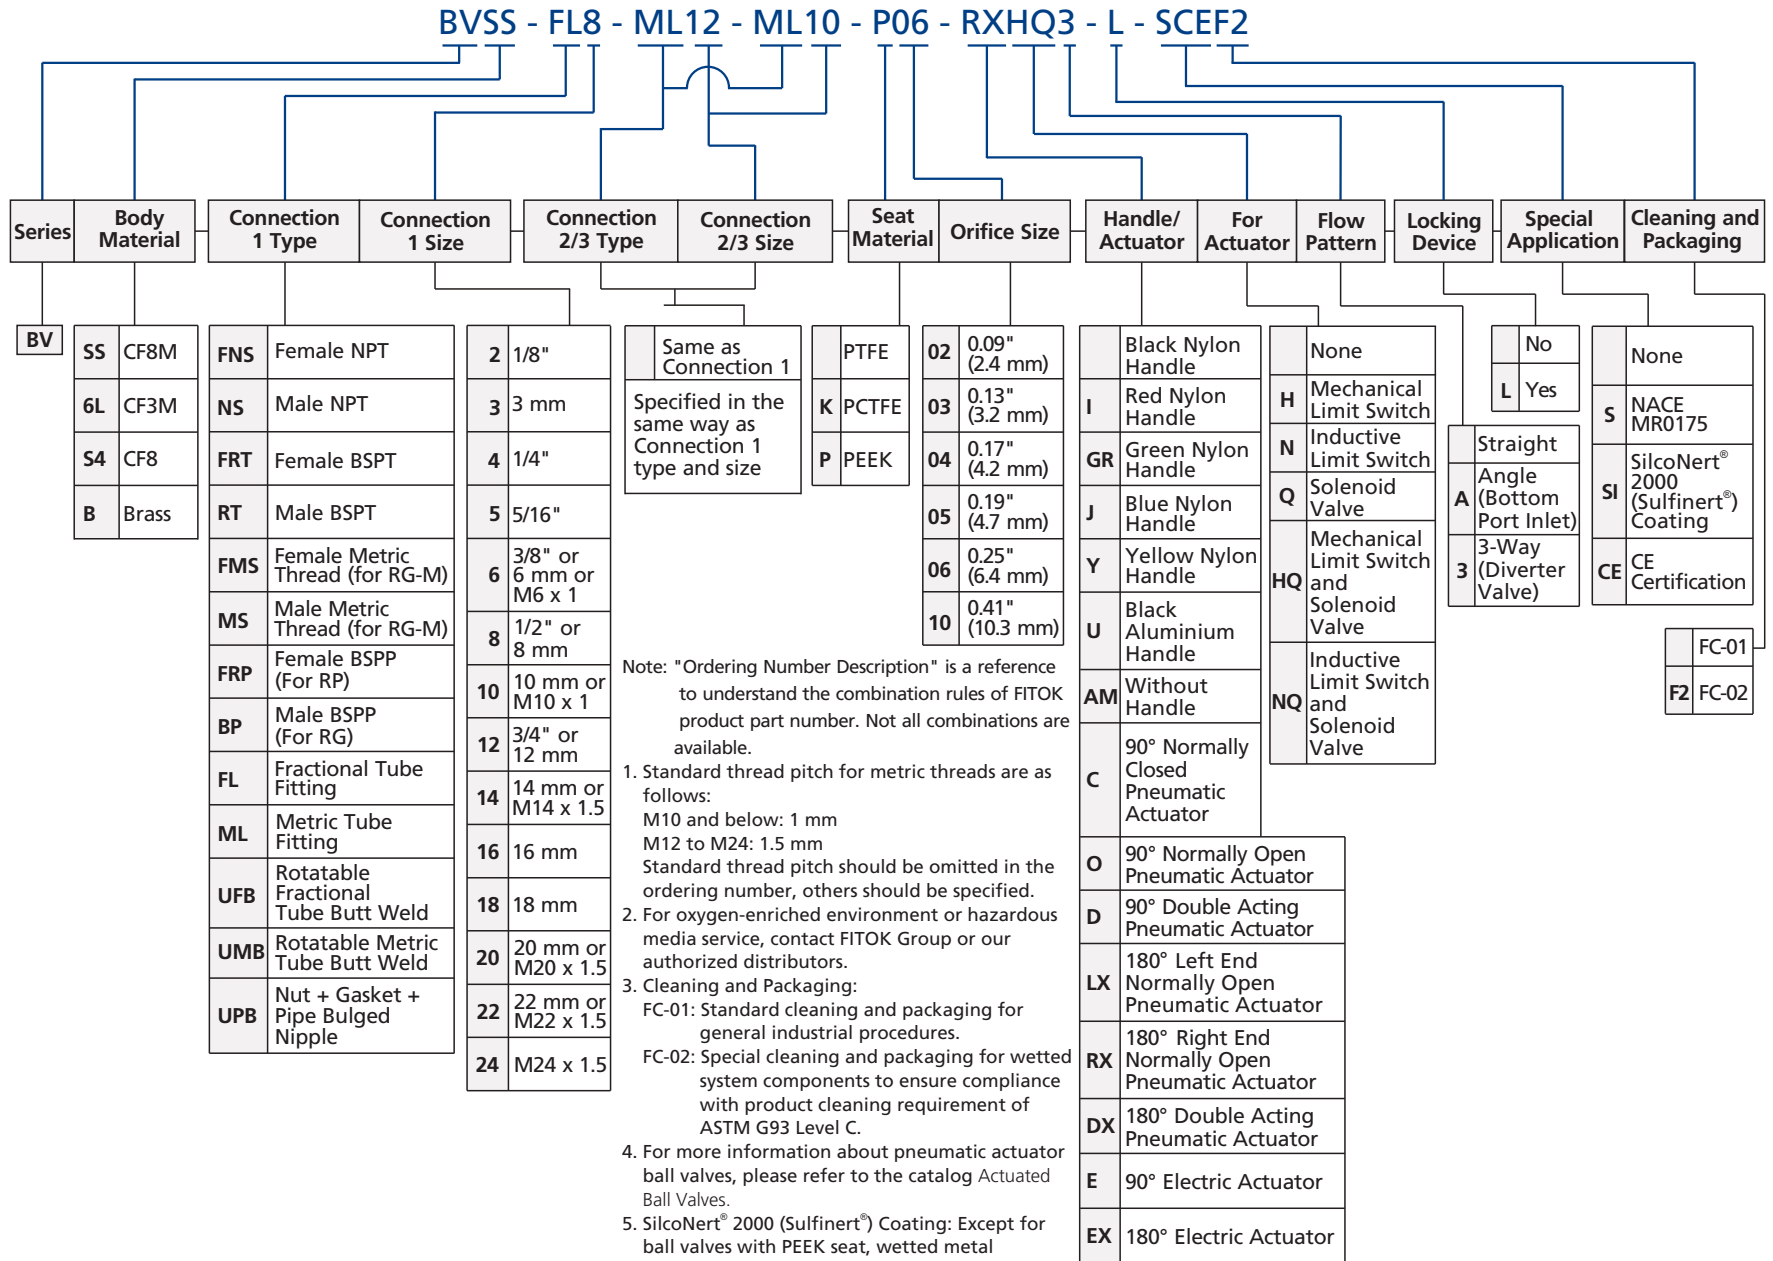 BVSS - FL8 - ML12 - ML10 - P06 - RXHQ3 - L - SCEF2
Series
Body
Material
Connection
1 Type
Connection
1 Size
Connection
2/3 Type
Connection
2/3 Size
Seat
Material
Orifice Size
Handle/
Actuator
For
Actuator
Flow
Pattern
Locking
Device
Special
Application
Cleaning and
Packaging
BV
SS CF8M
6L CF3M
S4 CF8
B Brass
FNS Female NPT
NS Male NPT
FRT Female BSPT
RT Male BSPT
FMS Female Metric
Thread (for RG-M)
MS Male Metric
Thread (for RG-M)
FRP Female BSPP
(For RP)
BP Male BSPP
(For RG)
FL Fractional Tube
Fitting
ML Metric Tube
Fitting
UFB Rotatable
Fractional
Tube Butt Weld
UMB Rotatable Metric
Tube Butt Weld
UPB Nut + Gasket +
Pipe Bulged
Nipple
2 1/8"
3 3 mm
4 1/4"
5 5/16"
6 3/8" or
6 mm or
M6 x 1
8 1/2" or
8 mm
10 10 mm or
M10 x 1
12 3/4" or
12 mm
14 14 mm or
M14 x 1.5
16 16 mm
18 18 mm
20 20 mm or
M20 x 1.5
22 22 mm or
M22 x 1.5
24 M24 x 1.5
Same as
Connection 1
Specified in the
same way as
Connection 1
type and size
PTFE
K PCTFE
P PEEK
02 0.09"
(2.4 mm)
03 0.13"
(3.2 mm)
04 0.17"
(4.2 mm)
05 0.19"
(4.7 mm)
06 0.25"
(6.4 mm)
10 0.41"
(10.3 mm)
Note: "Ordering Number Description" is a reference
to understand the combination rules of FITOK
product part number. Not all combinations are
available.
1. Standard thread pitch for metric threads are as
follows:
M10 and below: 1 mm
M12 to M24: 1.5 mm
Standard thread pitch should be omitted in the
ordering number, others should be specified.
2. For oxygen-enriched environment or hazardous
media service, contact FITOK Group or our
authorized distributors.
3. Cleaning and Packaging:
FC-01: Standard cleaning and packaging for
general industrial procedures.
FC-02: Special cleaning and packaging for wetted
system components to ensure compliance
with product cleaning requirement of
ASTM G93 Level C.
4. For more information about pneumatic actuator
ball valves, please refer to the catalog Actuated
Ball Valves.
5. SilcoNert® 2000 (Sulfinert®) Coating: Except for
ball valves with PEEK seat, wetted metal
Black Nylon
Handle
I Red Nylon
Handle
GR Green Nylon
Handle
J Blue Nylon
Handle
Y Yellow Nylon
Handle
U Black
Aluminium
Handle
AM Without
Handle
C 90° Normally
Closed
Pneumatic
Actuator
O 90° Normally Open
Pneumatic Actuator
D 90° Double Acting
Pneumatic Actuator
LX 180° Left End
Normally Open
Pneumatic Actuator
RX 180° Right End
Normally Open
Pneumatic Actuator
DX 180° Double Acting
Pneumatic Actuator
E 90° Electric Actuator
EX 180° Electric Actuator
None
H Mechanical
Limit Switch
N Inductive
Limit Switch
Q Solenoid
Valve
HQ Mechanical
Limit Switch
and
Solenoid
Valve
NQ Inductive
Limit Switch
and
Solenoid
Valve
Straight
A Angle
(Bottom
Port Inlet)
3 3-Way
(Diverter
Valve)
No
L Yes
None
S NACE
MR0175
SI SilcoNert®
2000
(Sulfinert®)
Coating
CE CE
Certification
FC-01
F2 FC-02